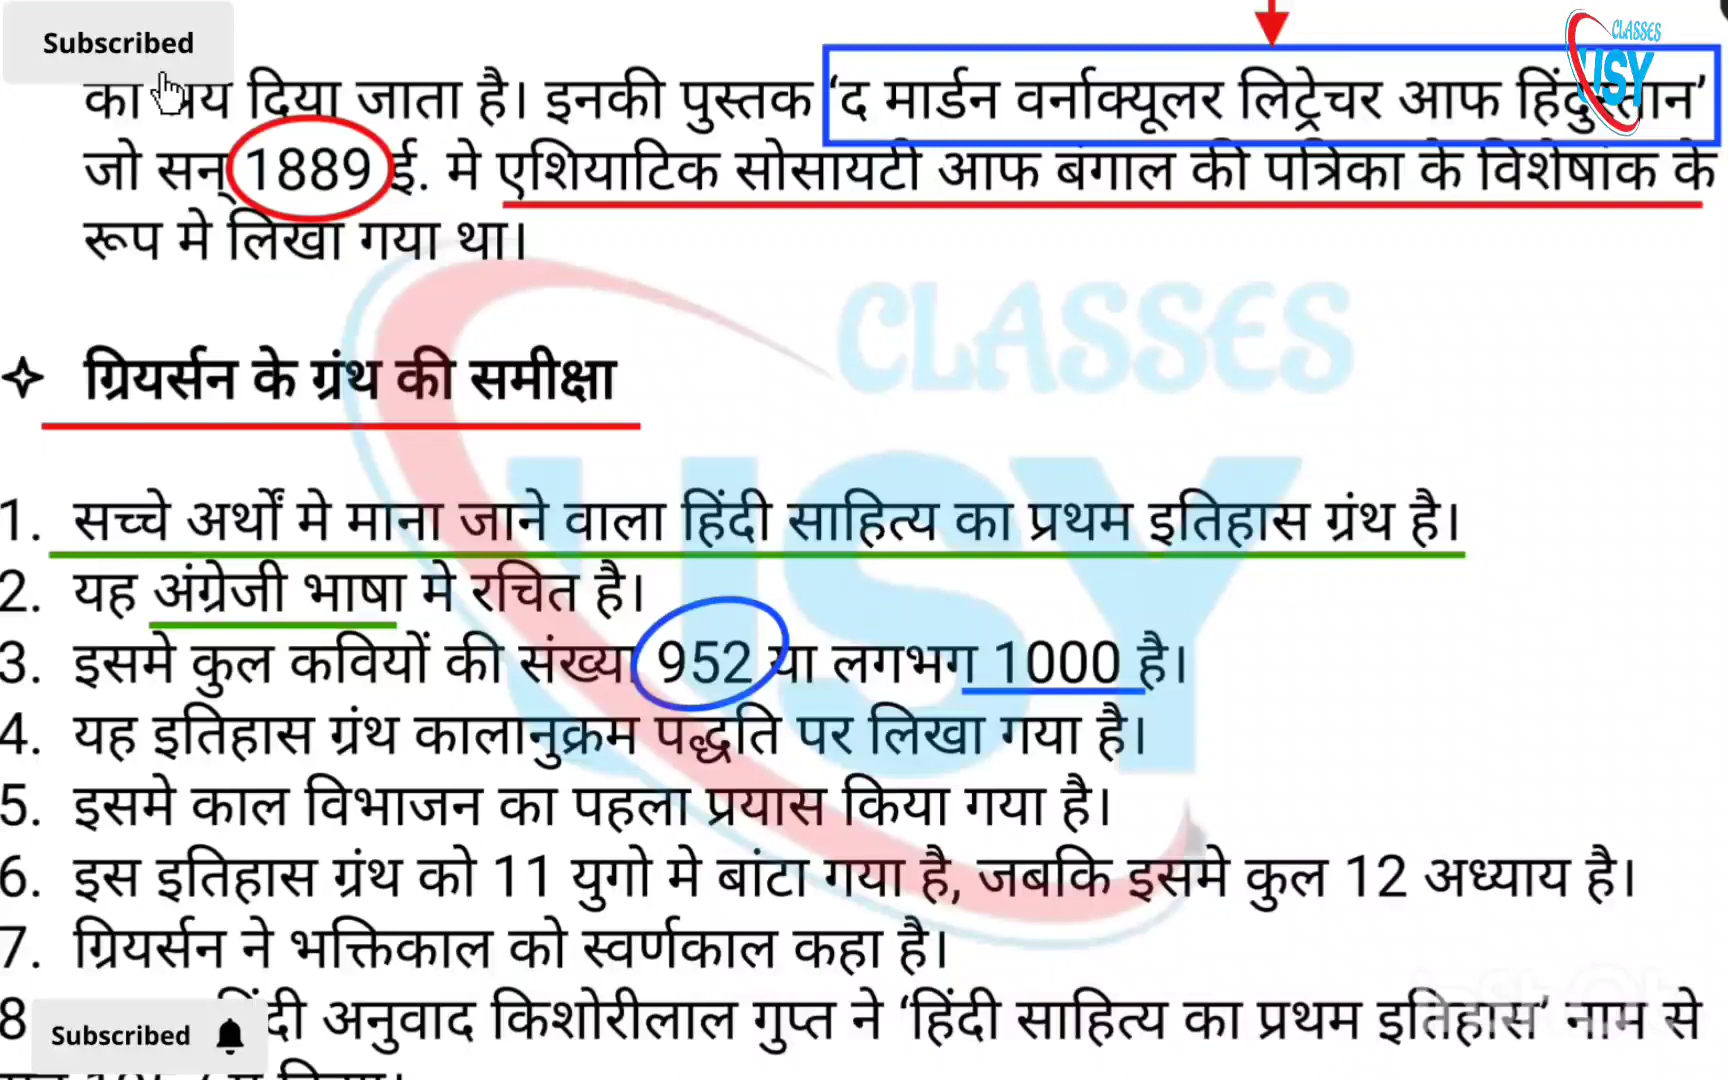 Subscribed
CLASSES
USY
का श्रेय दिया जाता है। इनकी पुस्तक ‘द मार्डन वर्नाक्यूलर लिट्रेचर आफ हिंदुस्तान’
जो सन् 1889 ई. मे एशियाटिक सोसायटी आफ बंगाल की पत्रिका के विशेषांक के
रूप मे लिखा गया था।
CLASSES
USY
✧ ग्रियर्सन के ग्रंथ की समीक्षा
1. सच्चे अर्थों मे माना जाने वाला हिंदी साहित्य का प्रथम इतिहास ग्रंथ है।
2. यह अंग्रेजी भाषा मे रचित है।
3. इसमे कुल कवियों की संख्या 952 या लगभग 1000 है।
4. यह इतिहास ग्रंथ कालानुक्रम पद्धति पर लिखा गया है।
5. इसमे काल विभाजन का पहला प्रयास किया गया है।
6. इस इतिहास ग्रंथ को 11 युगो मे बांटा गया है, जबकि इसमे कुल 12 अध्याय है।
7. ग्रियर्सन ने भक्तिकाल को स्वर्णकाल कहा है।
8 हिंदी अनुवाद किशोरीलाल गुप्त ने ‘हिंदी साहित्य का प्रथम इतिहास’ नाम से
Subscribed